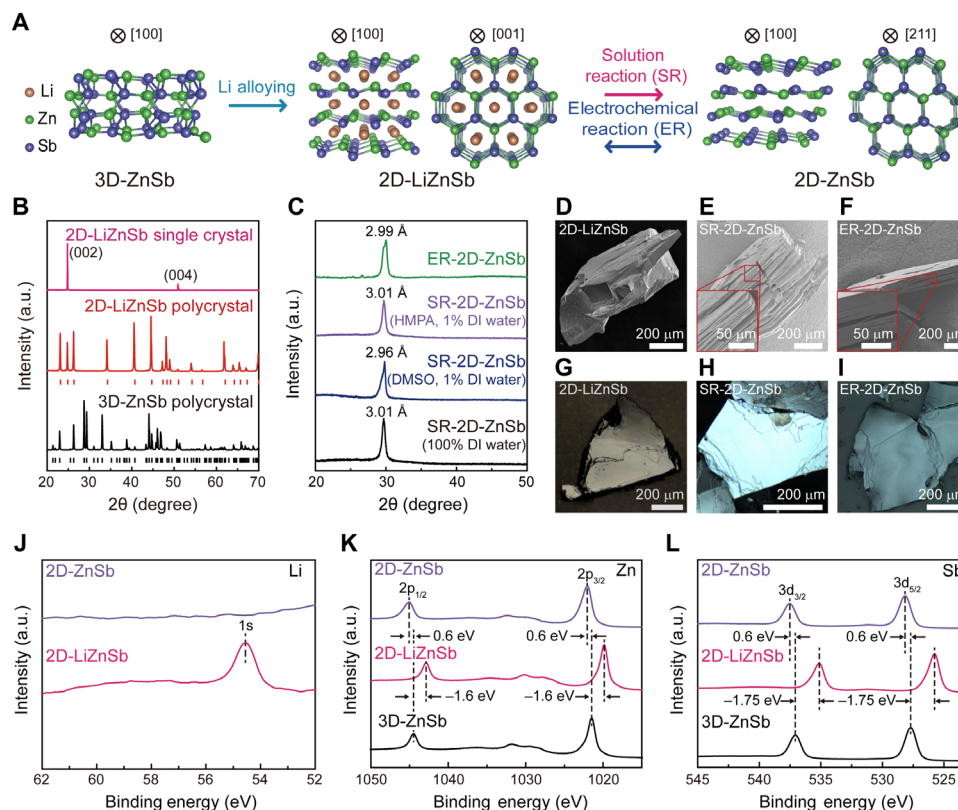 A
⊗ [100]
⊗ [100]
⊗ [001]
⊗ [100]
⊗ [211]
Li
Zn
Sb
Li alloying
Solution
reaction (SR)
Electrochemical
reaction (ER)
3D-ZnSb
2D-LiZnSb
2D-ZnSb
B
2D-LiZnSb single crystal
(002)
(004)
2D-LiZnSb polycrystal
3D-ZnSb polycrystal
Intensity (a.u.)
10 20 30 40 50 60 70
2θ (degree)
C
2.99 Å
ER-2D-ZnSb
3.01 Å
SR-2D-ZnSb
(HMPA, 1% DI water)
2.96 Å
SR-2D-ZnSb
(DMSO, 1% DI water)
3.01 Å
SR-2D-ZnSb
(100% DI water)
Intensity (a.u.)
20 30 40 50
2θ (degree)
D
2D-LiZnSb
200 μm
E
SR-2D-ZnSb
50 μm
200 μm
F
ER-2D-ZnSb
50 μm
200 μm
G
2D-LiZnSb
200 μm
H
SR-2D-ZnSb
200 μm
I
ER-2D-ZnSb
200 μm
J
2D-ZnSb
Li
1s
2D-LiZnSb
Intensity (a.u.)
62 60 58 56 54 52
Binding energy (eV)
K
2D-ZnSb
Zn
2p1/2
2p3/2
0.6 eV
0.6 eV
2D-LiZnSb
–1.6 eV
–1.6 eV
3D-ZnSb
Intensity (a.u.)
1050 1040 1030 1020
Binding energy (eV)
L
2D-ZnSb
Sb
3d3/2
3d5/2
0.6 eV
0.6 eV
2D-LiZnSb
–1.75 eV
–1.75 eV
3D-ZnSb
Intensity (a.u.)
545 540 535 530 525
Binding energy (eV)